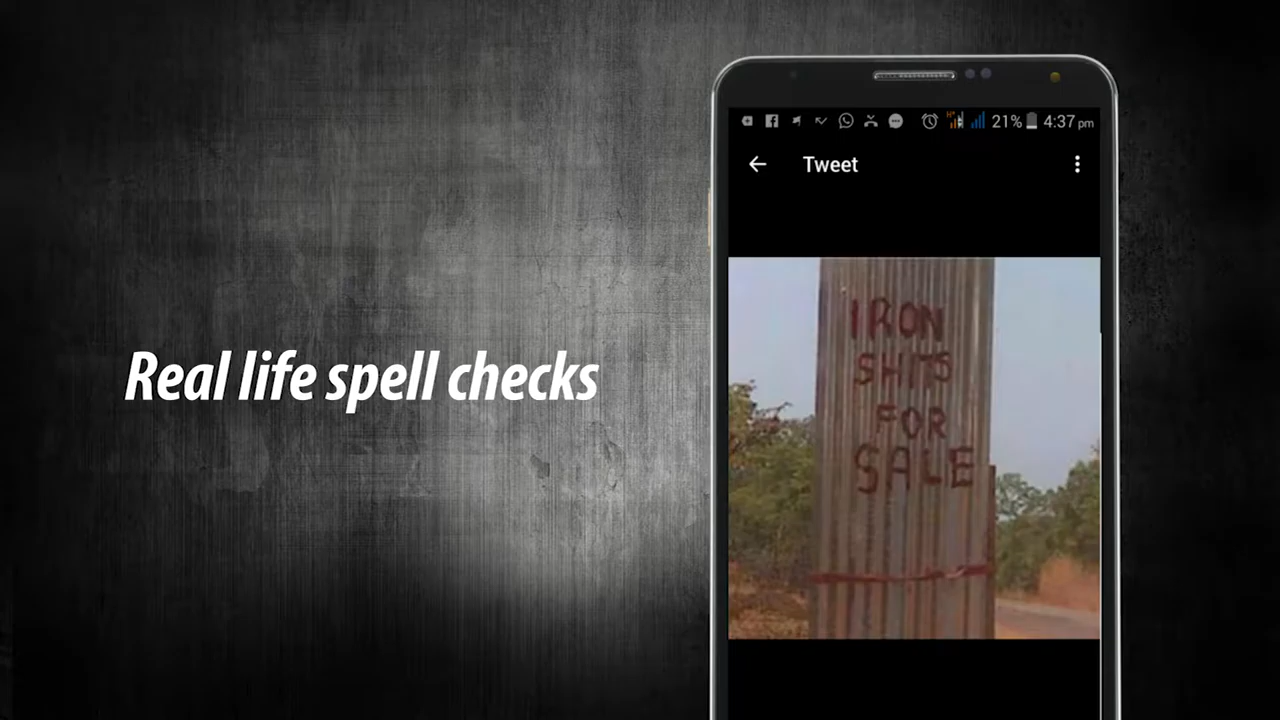 Real life spell checks
21% 4:37 pm
Tweet
IRON
SHITS
FOR
SALE